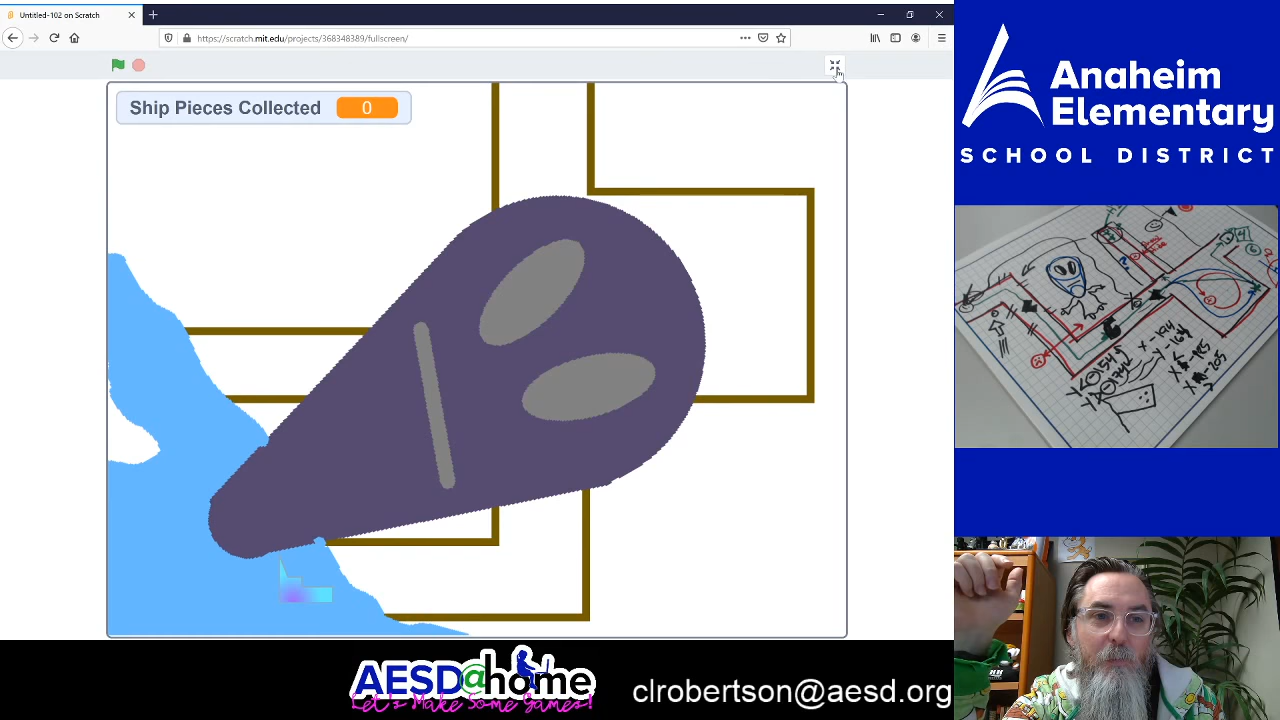 Untitled-102 on Scratch
https://scratch.mit.edu/projects/368348389/fullscreen/
Ship Pieces Collected 0
Anaheim
Elementary
SCHOOL DISTRICT
AESD@home
Let's Make Some Games!
clrobertson@aesd.org